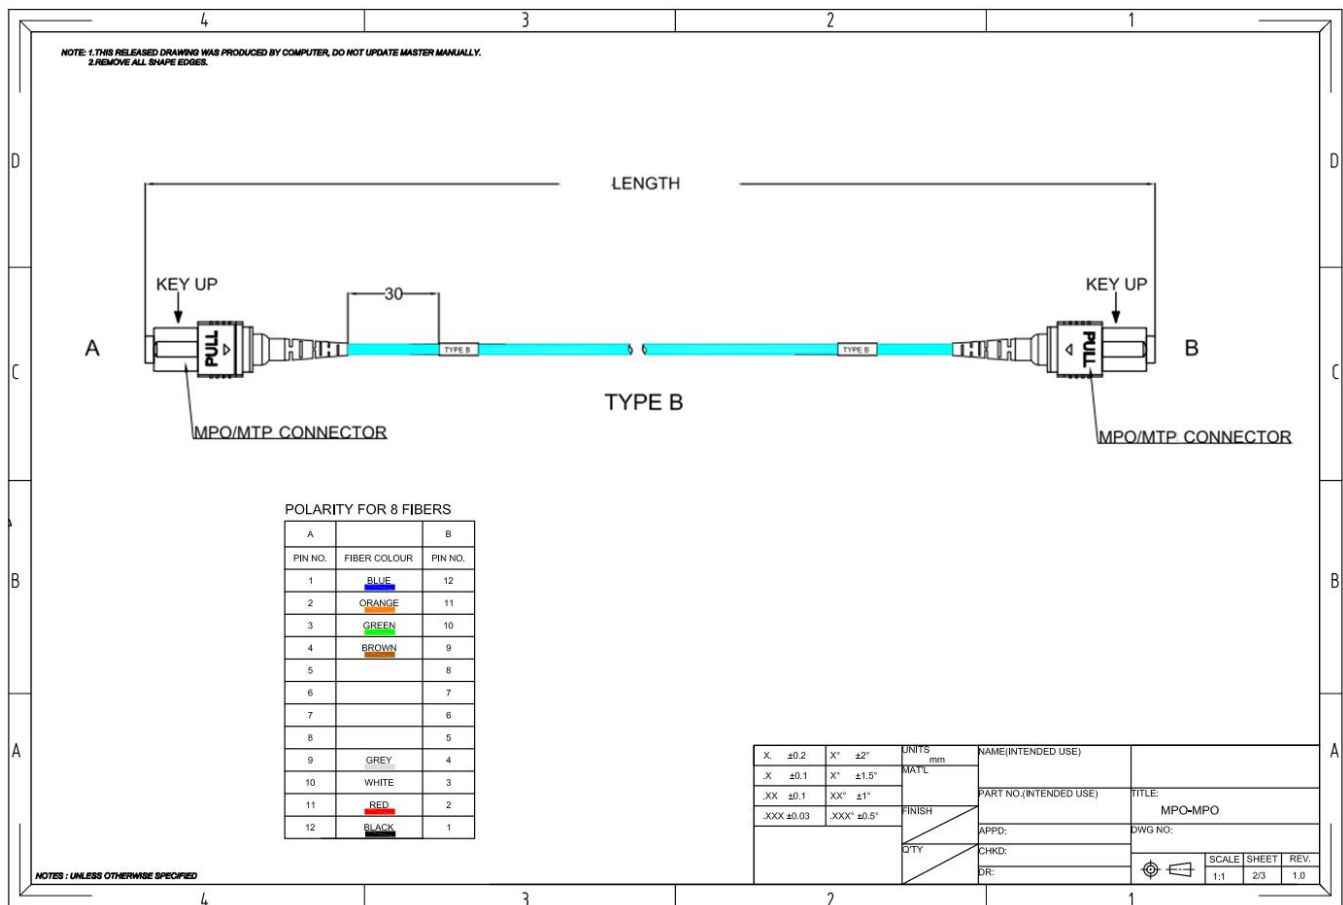 4 3 2 1
NOTE: 1.THIS RELEASED DRAWING WAS PRODUCED BY COMPUTER, DO NOT UPDATE MASTER MANUALLY.
2.REMOVE ALL SHAPE EDGES.
D D
LENGTH
KEY UP KEY UP
30
A PULL TYPE B TYPE B PULL B
C C
TYPE B
MPO/MTP CONNECTOR MPO/MTP CONNECTOR
POLARITY FOR 8 FIBERS
A B
PIN NO. FIBER COLOUR PIN NO.
1 BLUE 12
B B
2 ORANGE 11
3 GREEN 10
4 BROWN 9
5 8
6 7
7 6
8 5
A A
9 GREY 4
10 WHITE 3
11 RED 2
12 BLACK 1
X. ±0.2 X° ±2° UNITS mm NAME(INTENDED USE)
.X ±0.1 X° ±1.5° MAT'L
.XX ±0.1 XX° ±1° PART NO.(INTENDED USE) TITLE:
MPO-MPO
.XXX ±0.03 .XXX° ±0.5° FINISH
APPD: DWG NO:
Q'TY CHKD:
SCALE SHEET REV.
DR: 1:1 2/3 1.0
NOTES : UNLESS OTHERWISE SPECIFIED
4 3 2 1